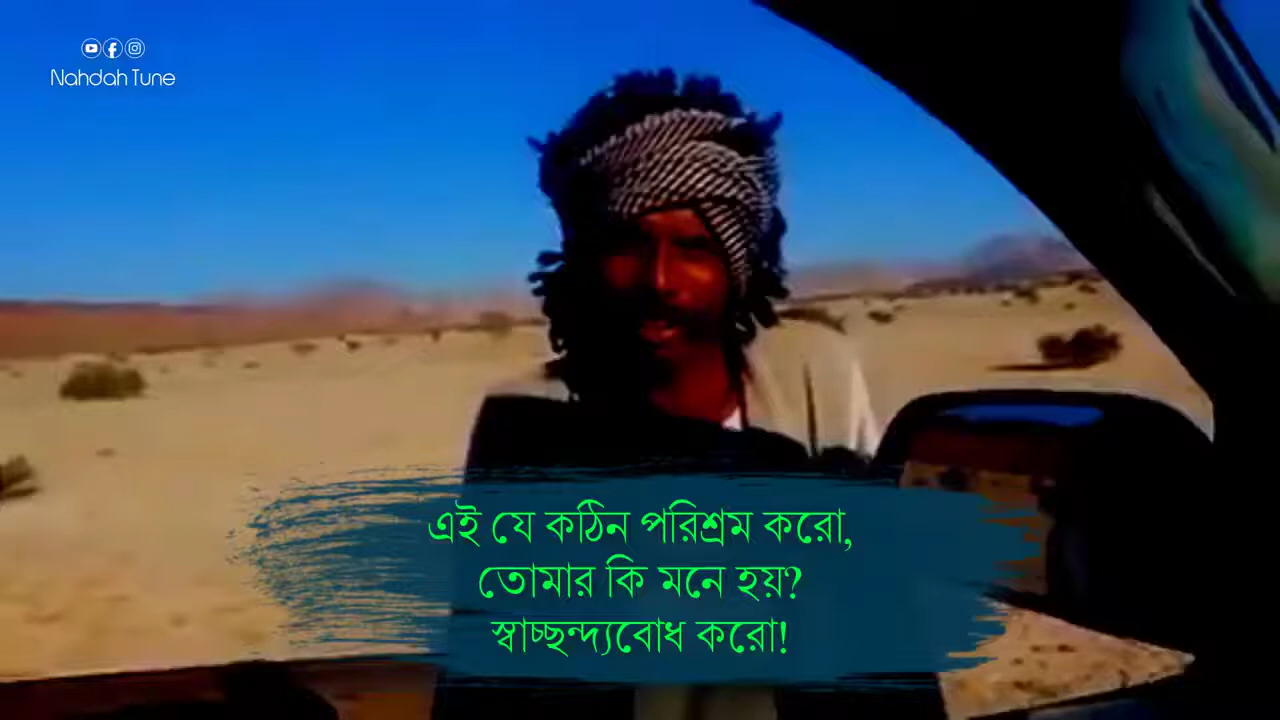 Nahdah Tune
এই যে কঠিন পরিশ্রম করো,
তোমার কি মনে হয়?
স্বাচ্ছন্দ্যবোধ করো!